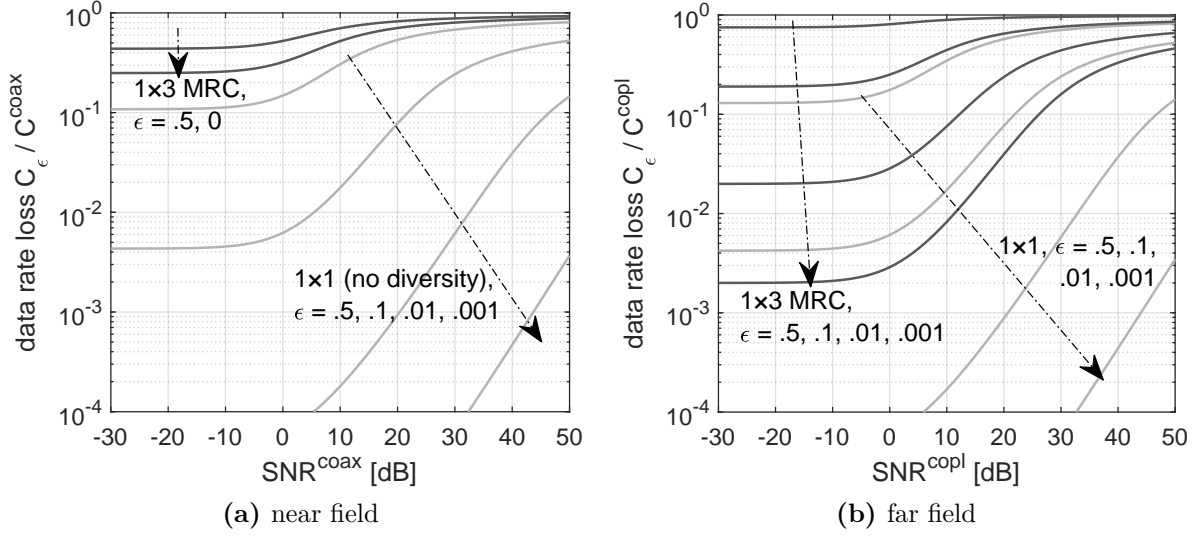 10^0
10^-1
10^-2
10^-3
10^-4
data rate loss C_ϵ / C^coax
1×3 MRC,
ϵ = .5, 0
1×1 (no diversity),
ϵ = .5, .1, .01, .001
-30 -20 -10 0 10 20 30 40 50
SNR^coax [dB]
(a) near field
10^0
10^-1
10^-2
10^-3
10^-4
data rate loss C_ϵ / C^copl
1×1, ϵ = .5, .1,
.01, .001
1×3 MRC,
ϵ = .5, .1, .01, .001
-30 -20 -10 0 10 20 30 40 50
SNR^copl [dB]
(b) far field